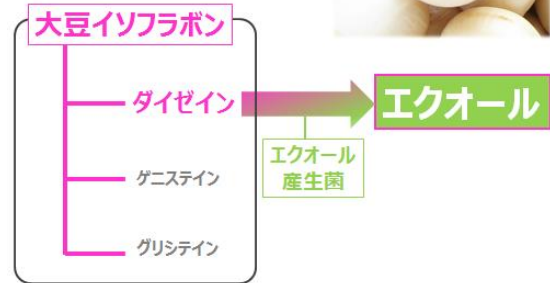 大豆イソフラボン
ダイゼイン
エクオール
エクオール
産生菌
ゲニステイン
グリシテイン